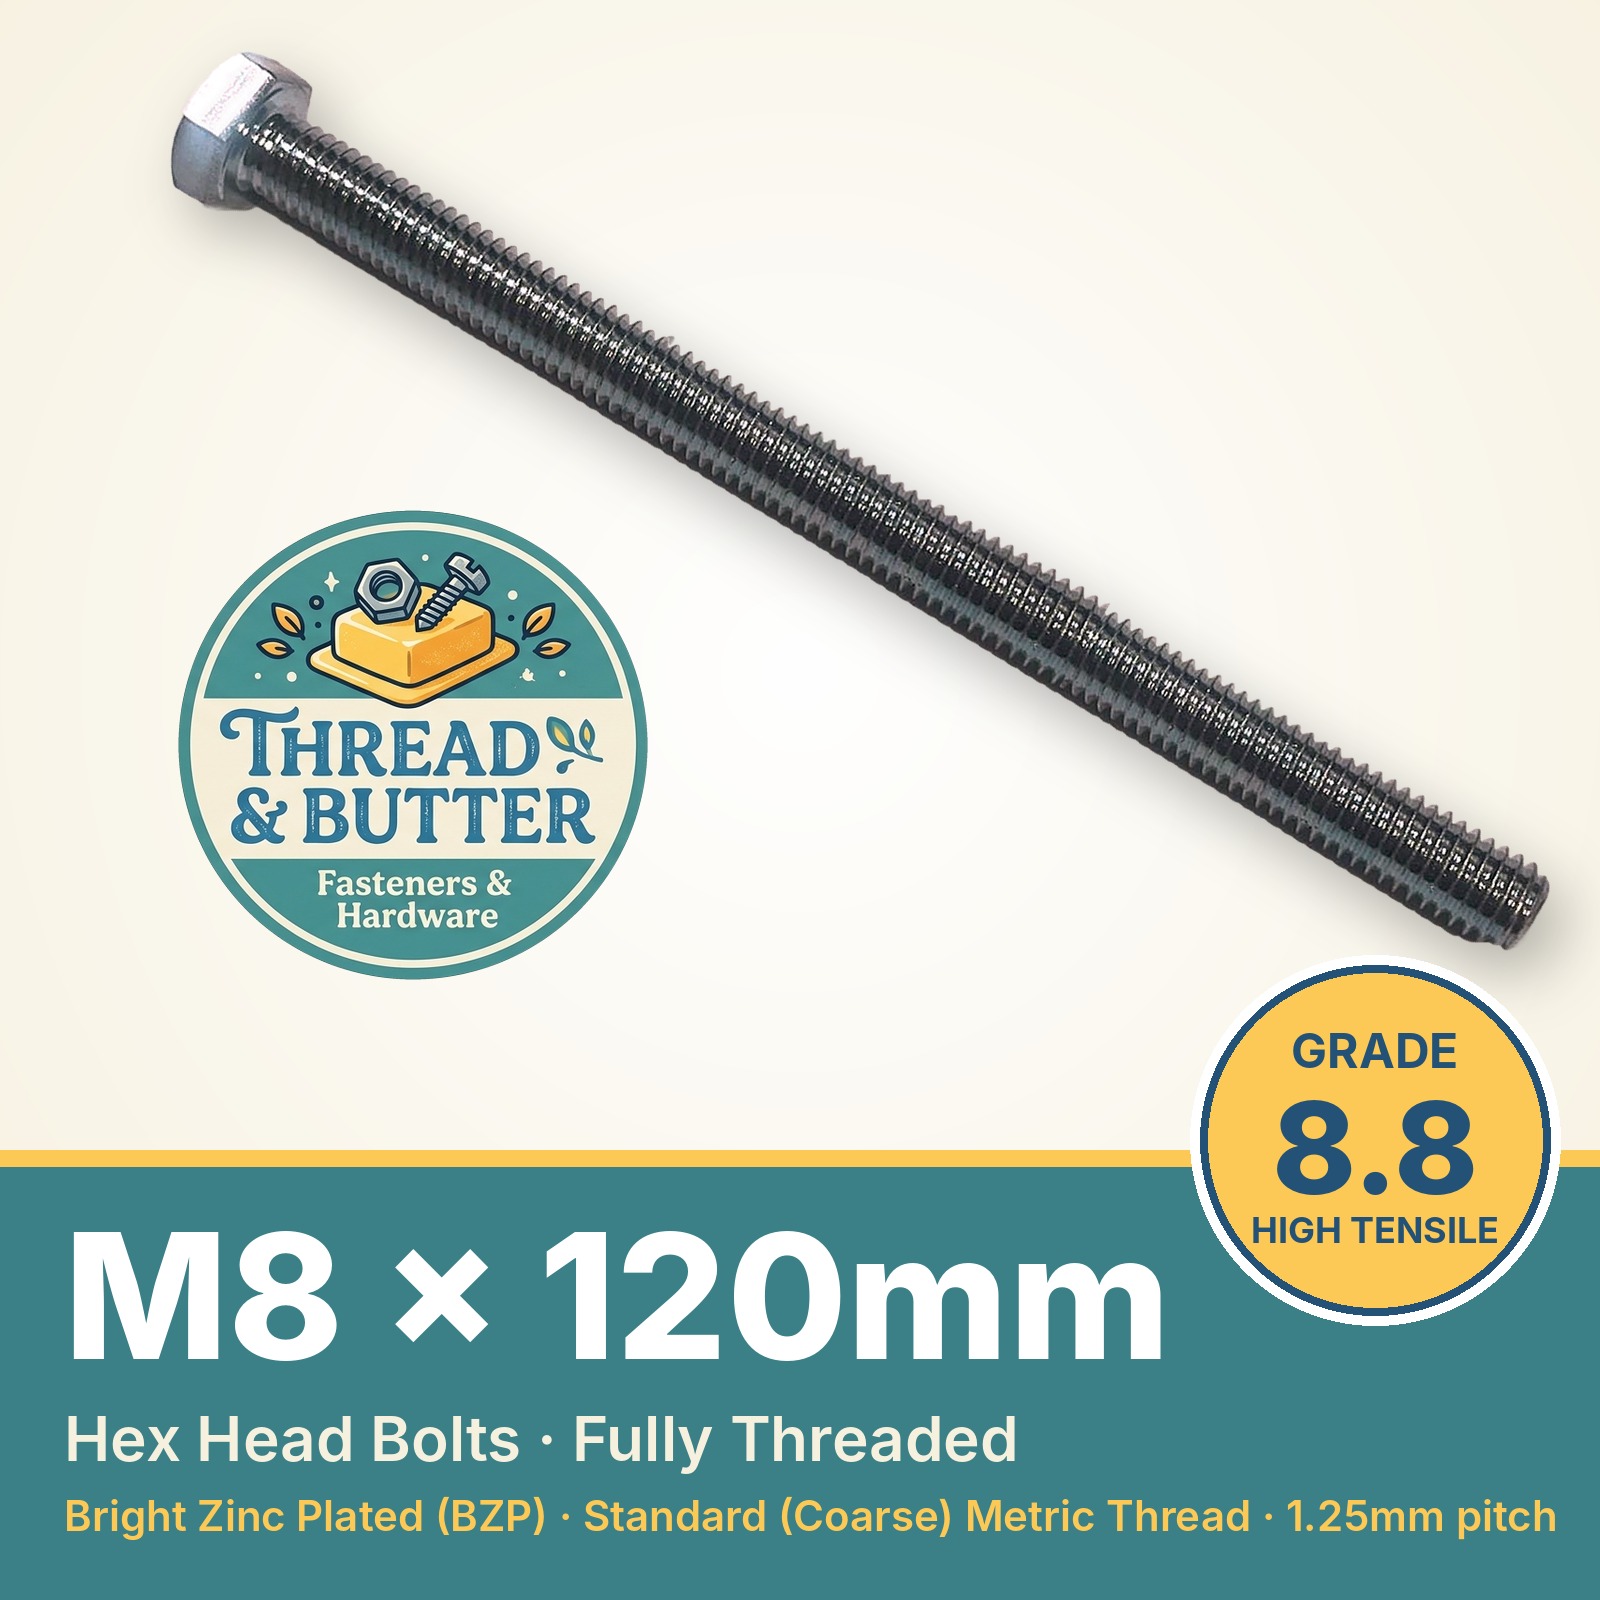 THREAD
& BUTTER
Fasteners &
Hardware
GRADE
8.8
HIGH TENSILE
M8 × 120mm
Hex Head Bolts · Fully Threaded
Bright Zinc Plated (BZP) · Standard (Coarse) Metric Thread · 1.25mm pitch